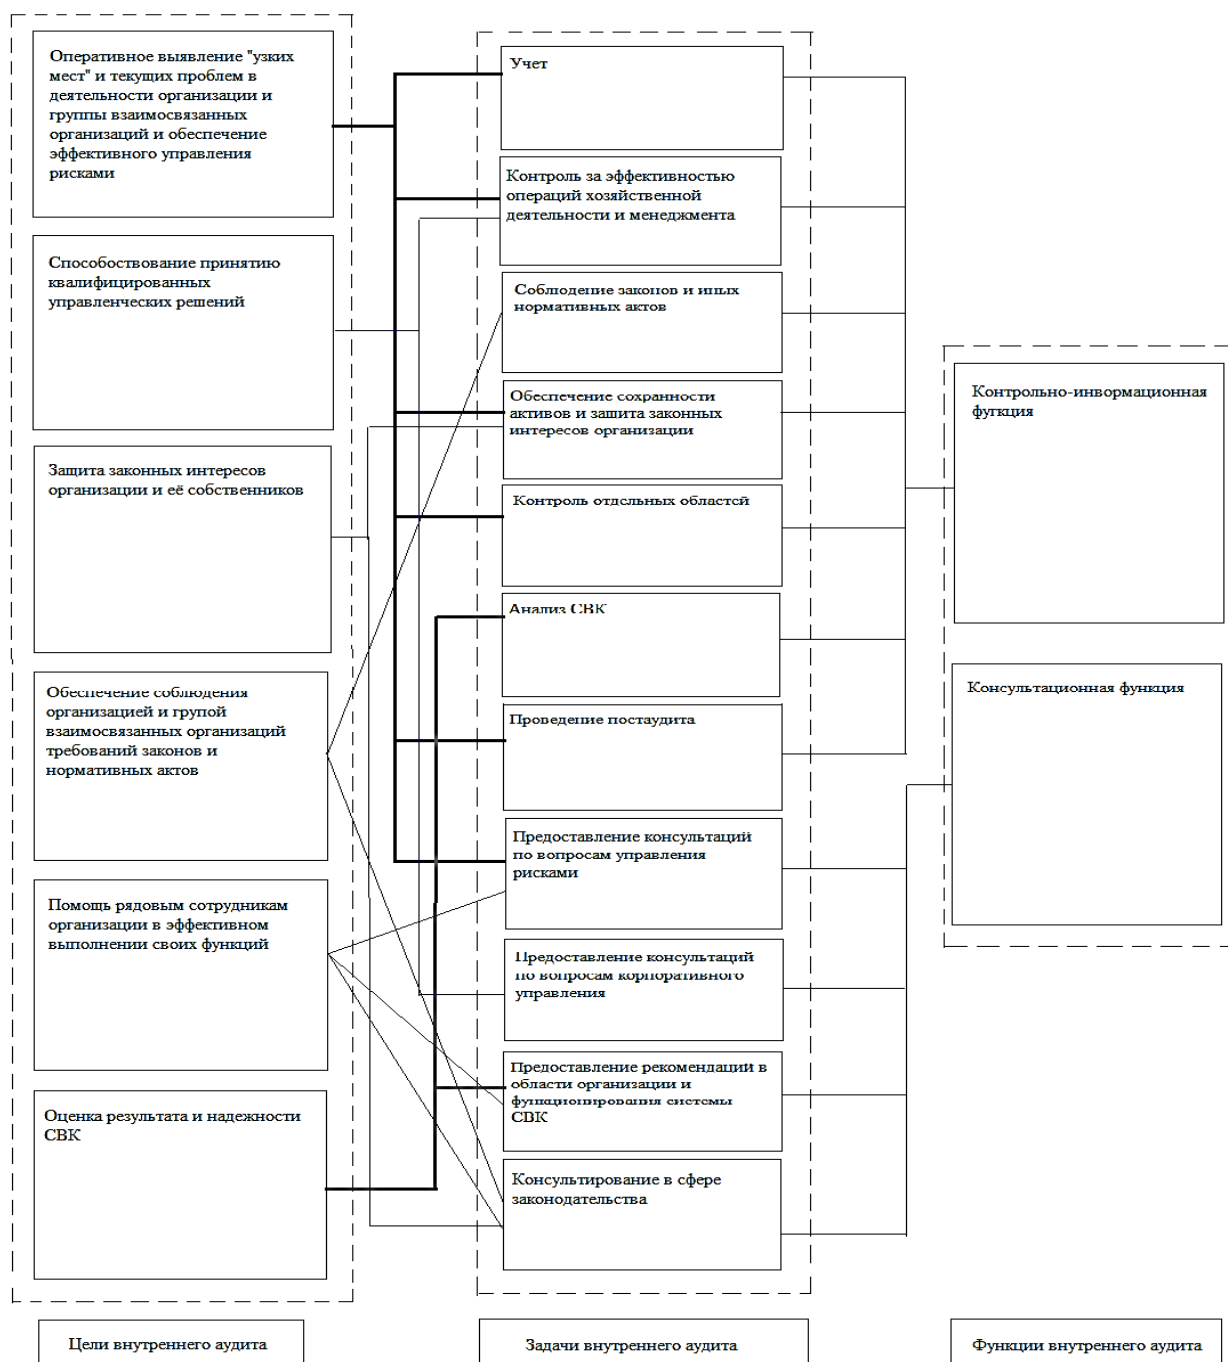 Оперативное выявление "узких
мест" и текущих проблем в
деятельности организации и
группы взаимосвязанных
организаций и обеспечение
эффективного управления
рисками
Способоствование принятию
квалифицированных
управленческих решений
Защита законных интересов
организации и её собственников
Обеспечение соблюдения
организацией и групой
взаимосвязанных организаций
требований законов и
нормативных актов
Помощь рядовым сотрудникам
организации в эффективном
выполнении своих функций
Оценка результата и надежности
СВК
Цели внутреннего аудита
Учет
Контроль за эффективностью
операций хозяйственной
деятельности и менеджмента
Соблюдение законов и иных
нормативных актов
Обеспечение сохранности
активов и зашита законных
интересов организации
Контроль отдельных областей
Анализ СВК
Проведение постаудита
Предоставление консультаций
по вопросам управления
рисками
Предоставление консультаций
по вопросам корпоративного
управления
Предоставление рекомендаций в
области организации и
функционирования системы
СВК
Консультирование в сфере
законодательства
Задачи внутреннего аудита
Контрольно-инвормационная
фугкция
Консультационная функция
Функции внутреннего аудита